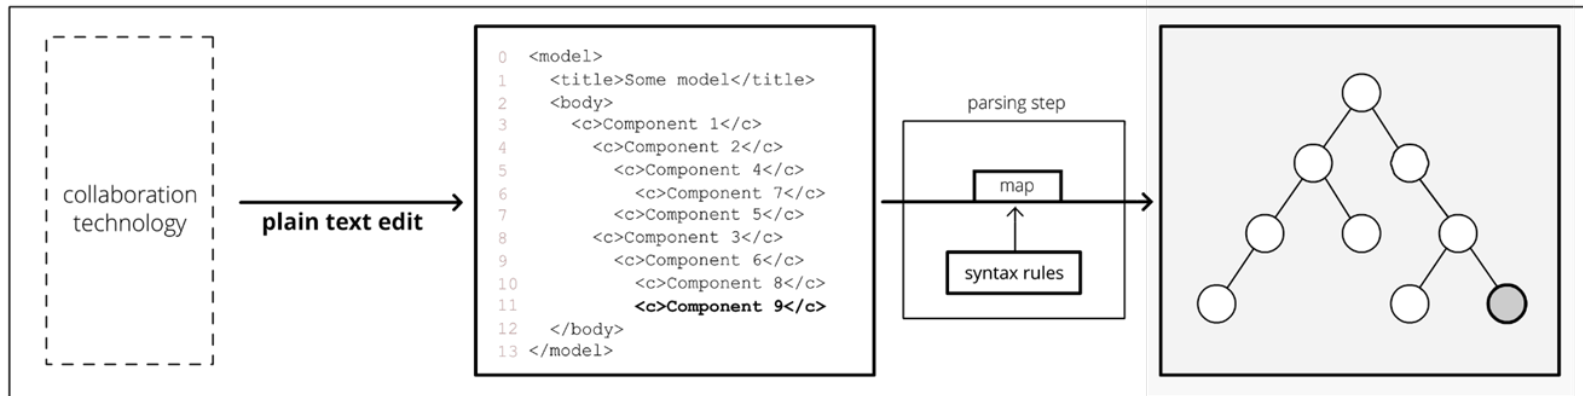 collaboration
technology
plain text edit
0 <model>
1 <title>Some model</title>
2 <body>
3 <c>Component 1</c>
4 <c>Component 2</c>
5 <c>Component 4</c>
6 <c>Component 7</c>
7 <c>Component 5</c>
8 <c>Component 3</c>
9 <c>Component 6</c>
10 <c>Component 8</c>
11 <c>Component 9</c>
12 </body>
13 </model>
parsing step
map
syntax rules